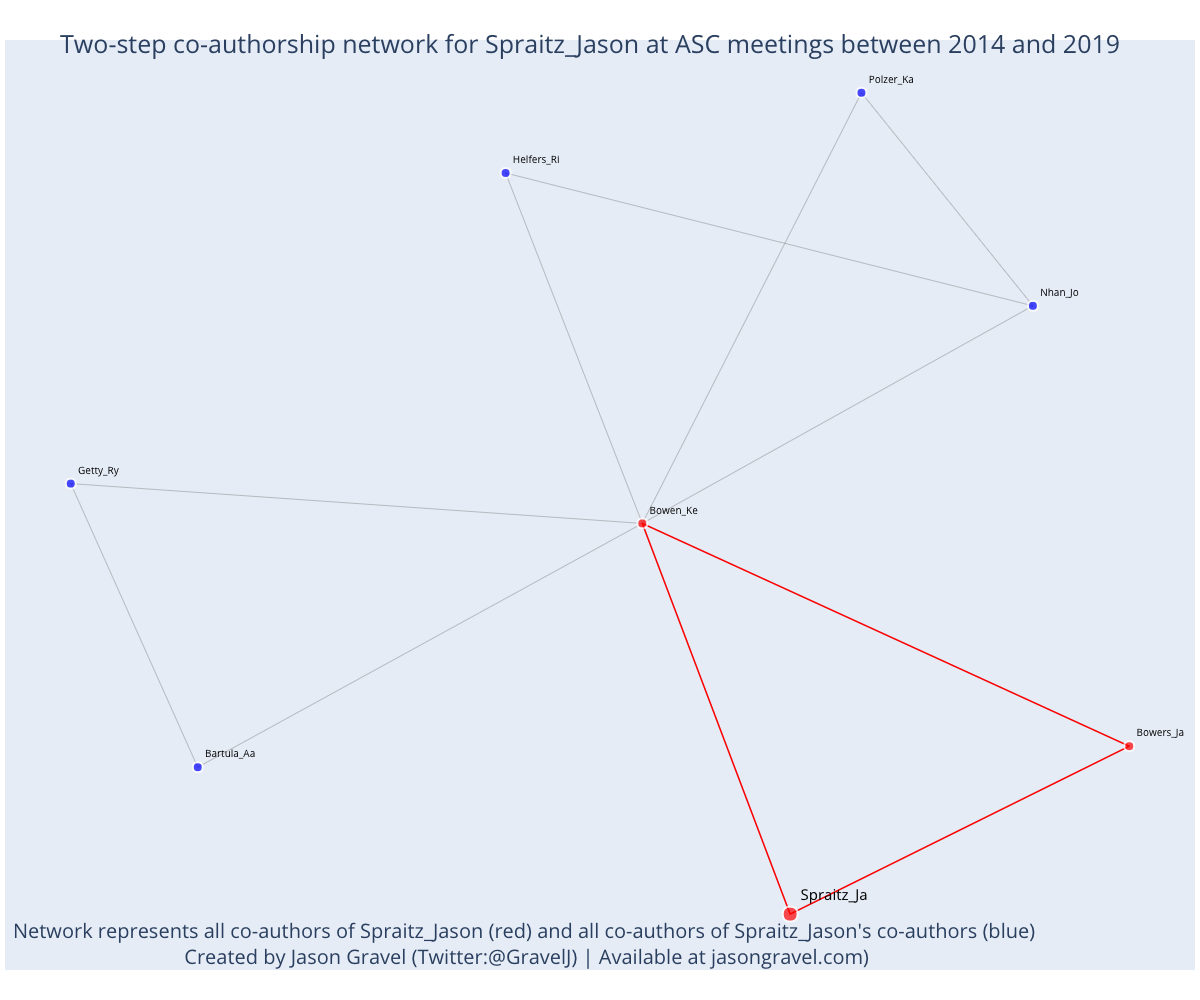 Two-step co-authorship network for Spraitz_Jason at ASC meetings between 2014 and 2019
Polzer_Ka
Helfers_Ri
Nhan_Jo
Getty_Ry
Bowen_Ke
Bowers_Ja
Bartula_Aa
Spraitz_Ja
Network represents all co-authors of Spraitz_Jason (red) and all co-authors of Spraitz_Jason's co-authors (blue)
Created by Jason Gravel (Twitter:@GravelJ) | Available at jasongravel.com)